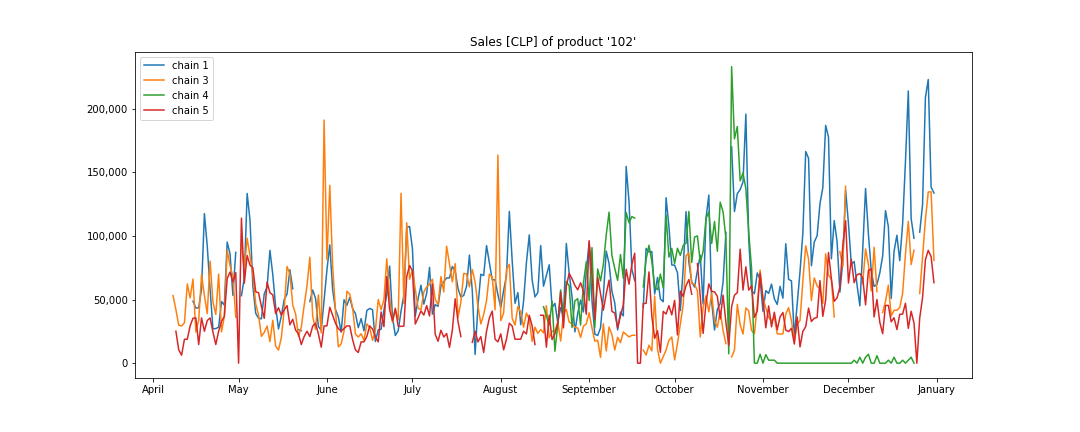 Sales [CLP] of product '102'
chain 1
chain 3
chain 4
chain 5
200,000
150,000
100,000
50,000
0
April May June July August September October November December January